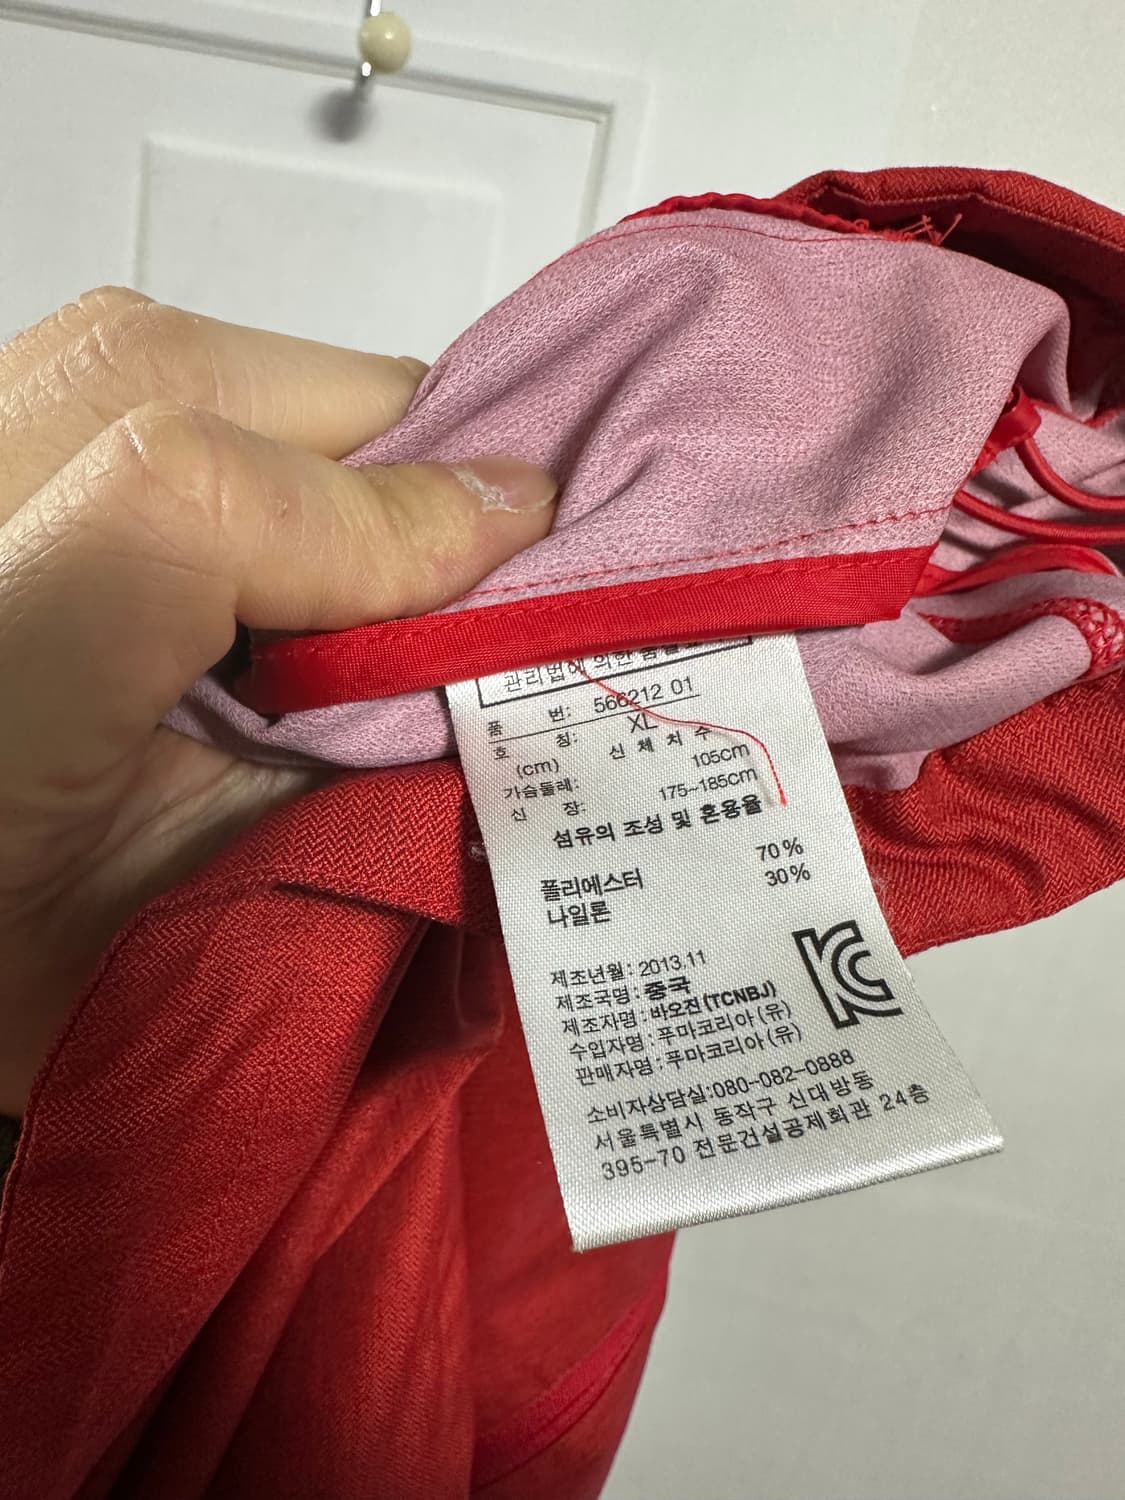 관리법에 의한 품질표
품 번: 566212 01
호 칭: XL
(cm) 신 체 치 수
가슴둘레: 105cm
신 장: 175~185cm
섬유의 조성 및 혼용율
폴리에스터 70%
나일론 30%
제조년월: 2013.11
제조국명: 중국
제조자명: 바오진(TCNBJ)
수입자명: 푸마코리아(유)
판매자명: 푸마코리아(유)
소비자상담실:080-082-0888
서울특별시 동작구 신대방동
395-70 전문건설공제회관 24층